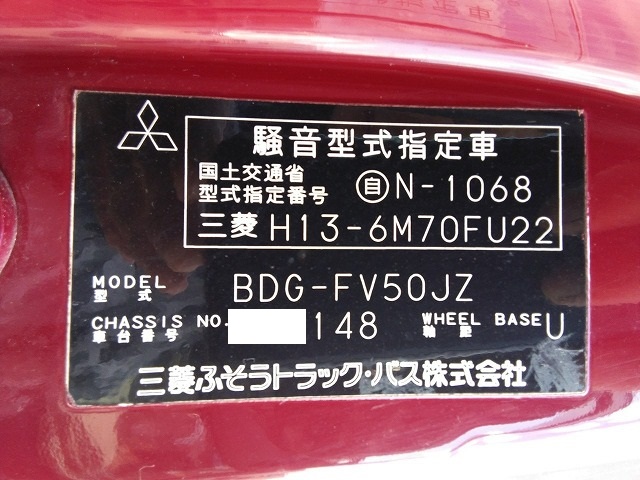 騒音型式指定車
国土交通省
型式指定番号 自N-1068
三菱 H13-6M70FU22
MODEL BDG-FV50JZ
型式
CHASSIS NO. 148 WHEEL BASE U
車台番号 軸距
三菱ふそうトラック・バス株式会社